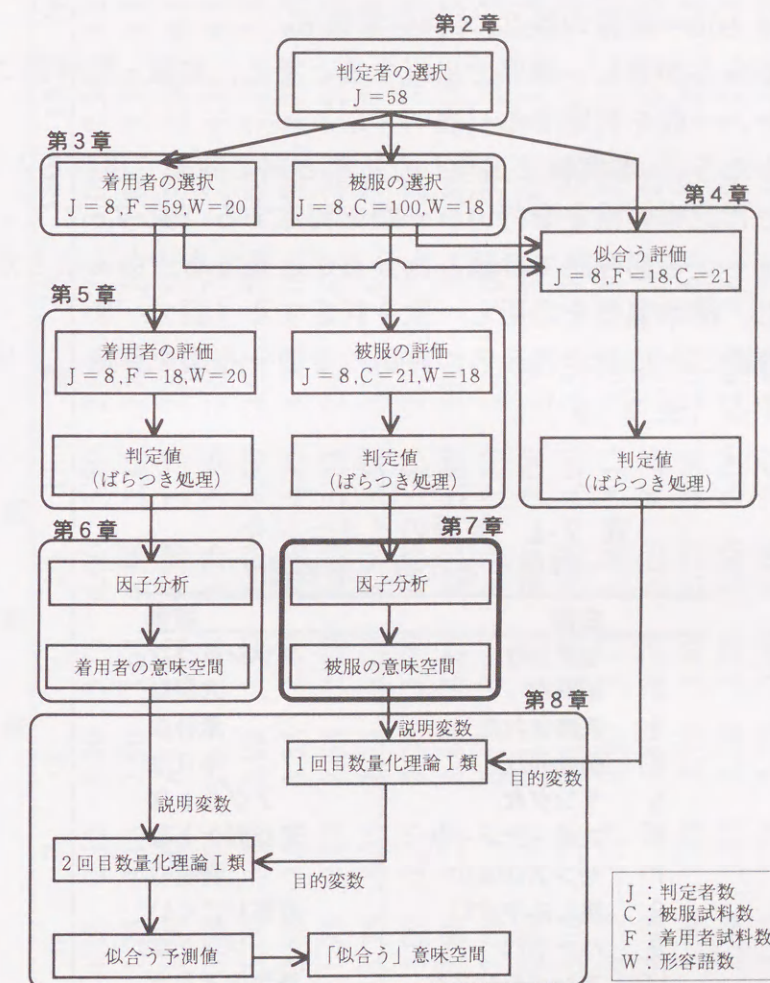 第2章
判定者の選択
J=58
第3章
着用者の選択
J=8,F=59,W=20
被服の選択
J=8,C=100,W=18
第4章
似合う評価
J=8,F=18,C=21
第5章
着用者の評価
J=8,F=18,W=20
被服の評価
J=8,C=21,W=18
判定値
(ばらつき処理)
判定値
(ばらつき処理)
判定値
(ばらつき処理)
第6章
因子分析
着用者の意味空間
第7章
因子分析
被服の意味空間
第8章
説明変数
1回目数量化理論Ⅰ類
目的変数
説明変数
2回目数量化理論Ⅰ類
目的変数
似合う予測値
「似合う」意味空間
J:判定者数
C:被服試料数
F:着用者試料数
W:形容語数